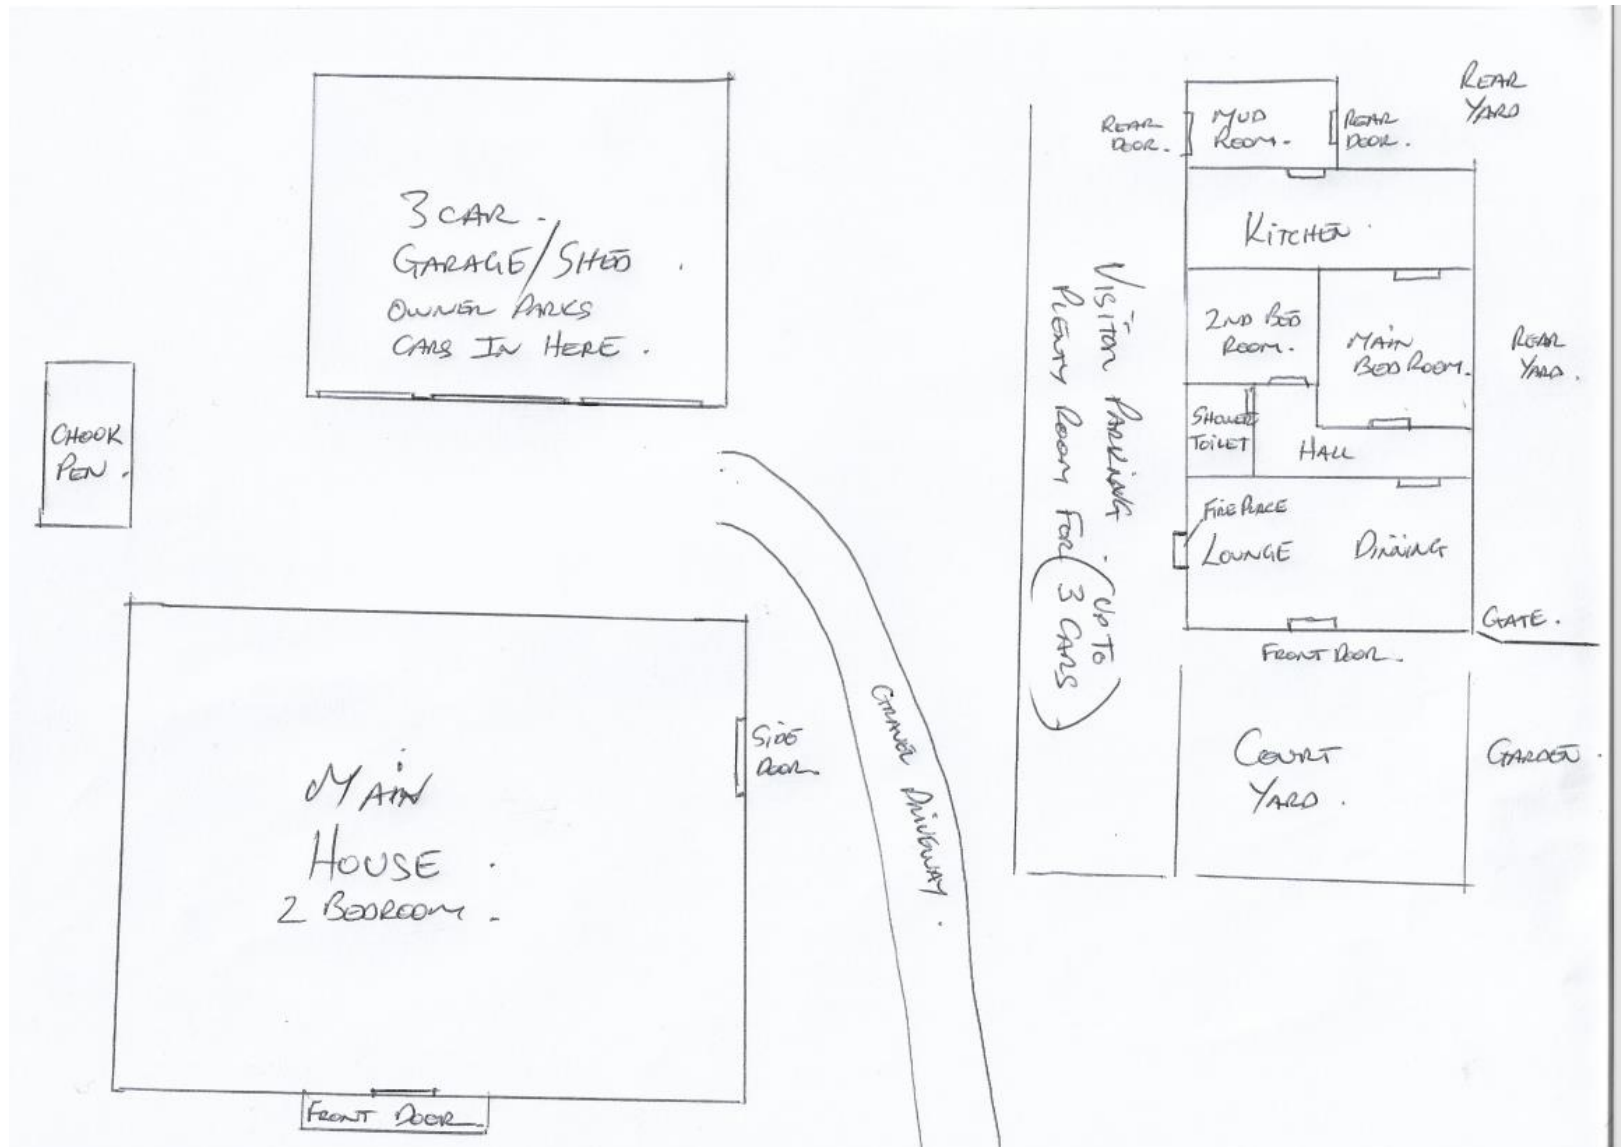 3 CAR.
GARAGE/SHED
OWNER PARKS
CARS IN HERE.
CHOOK
PEN.
MAIN
HOUSE
2 BEDROOM.
SIDE
DOOR.
FRONT DOOR
GRAVEL DRIVEWAY.
VISITOR PARKING. (UP TO
PLENTY ROOM FOR 3 CARS)
REAR
DOOR.
MUD
ROOM.
REAR
DOOR.
REAR
YARD
KITCHEN.
2ND BED
ROOM.
MAIN
BEDROOM.
REAR
YARD.
SHOWER
TOILET
HALL
FIRE PLACE
LOUNGE
DINNING
GATE.
FRONT DOOR.
COURT
YARD.
GARDEN.